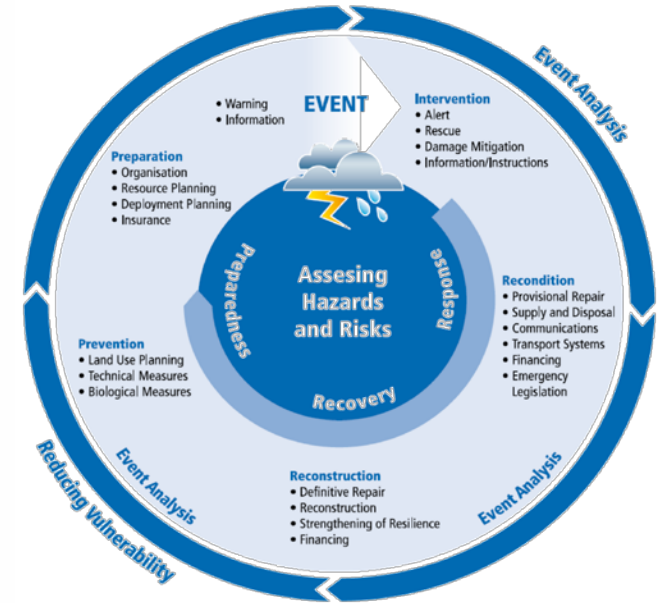 EVENT
• Warning
• Information
Intervention
• Alert
• Rescue
• Damage Mitigation
• Information/Instructions
Event Analysis
Preparation
• Organisation
• Resource Planning
• Deployment Planning
• Insurance
Assesing
Hazards
and Risks
Preparedness
Response
Recovery
Recondition
• Provisional Repair
• Supply and Disposal
• Communications
• Transport Systems
• Financing
• Emergency
Legislation
Prevention
• Land Use Planning
• Technical Measures
• Biological Measures
Event Analysis
Event Analysis
Reducing Vulnerability
Reconstruction
• Definitive Repair
• Reconstruction
• Strengthening of Resilience
• Financing